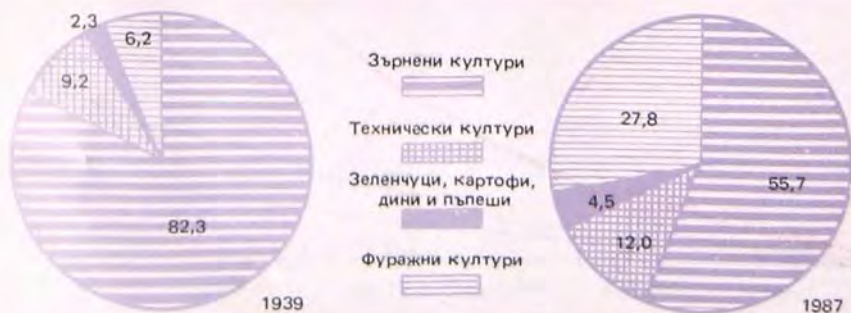 2,3
6,2
9,2
82,3
1939
Зърнени култури
Технически култури
Зеленчуци, картофи,
дини и пъпеши
Фуражни култури
27,8
55,7
4,5
12,0
1987